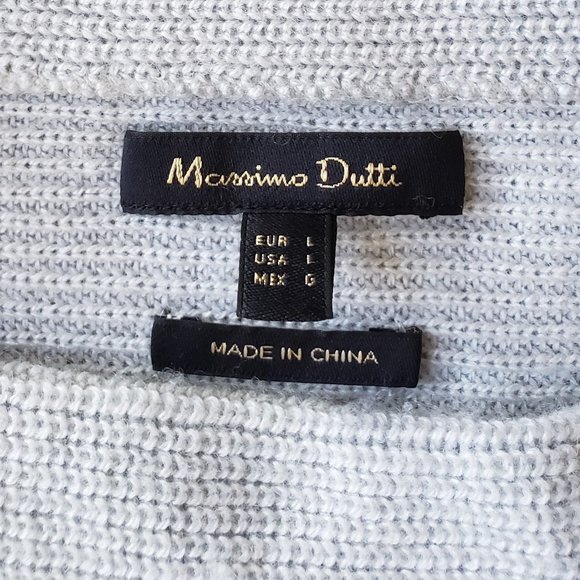 Massimo Dutti
EUR L
USA L
MEX G
MADE IN CHINA